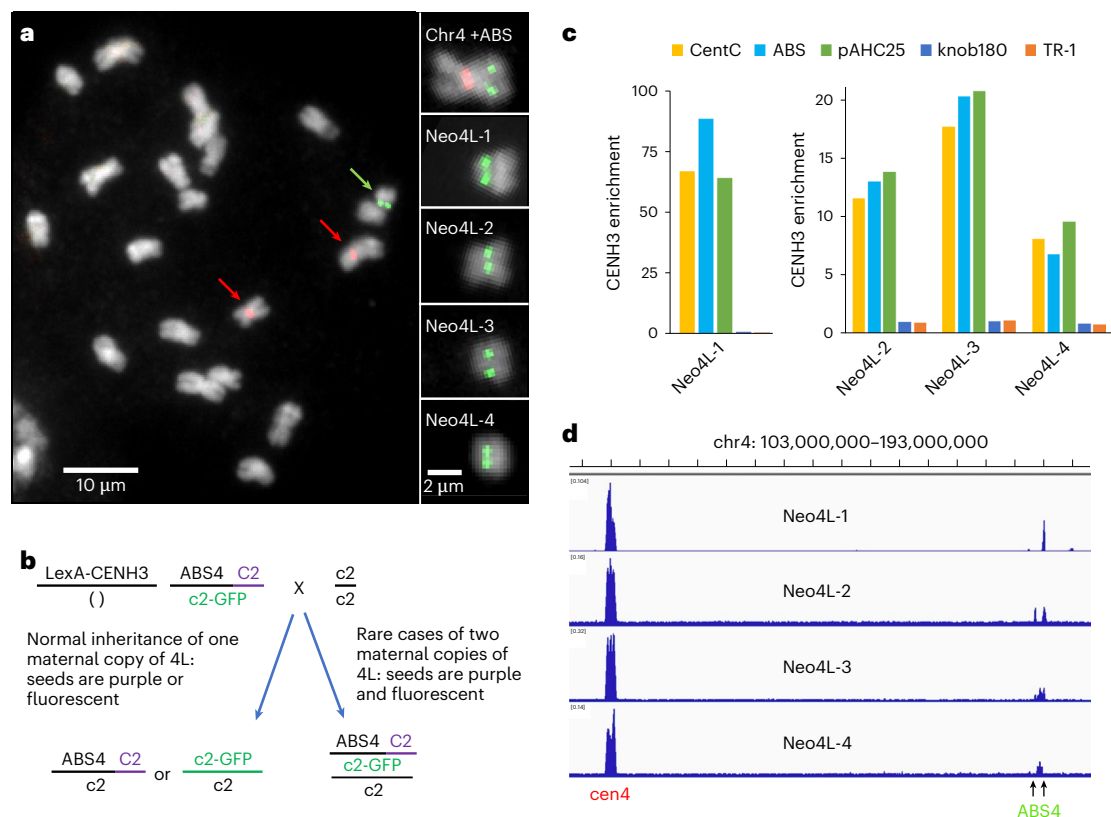 a
Chr4 +ABS
Neo4L-1
Neo4L-2
Neo4L-3
Neo4L-4
10 µm
2 µm
b
LexA-CENH3
( )
ABS4 C2
c2-GFP
X
c2
c2
Normal inheritance of one
maternal copy of 4L:
seeds are purple or
fluorescent
Rare cases of two
maternal copies of
4L: seeds are purple
and fluorescent
ABS4 C2
c2
or
c2-GFP
c2
ABS4 C2
c2-GFP
c2
c
CentC ABS pAHC25 knob180 TR-1
CENH3 enrichment
100
75
50
25
0
Neo4L-1
CENH3 enrichment
20
15
10
5
0
Neo4L-2
Neo4L-3
Neo4L-4
d
chr4: 103,000,000–193,000,000
[0.104]
Neo4L-1
[0.16]
Neo4L-2
[0.32]
Neo4L-3
[0.14]
Neo4L-4
cen4
ABS4